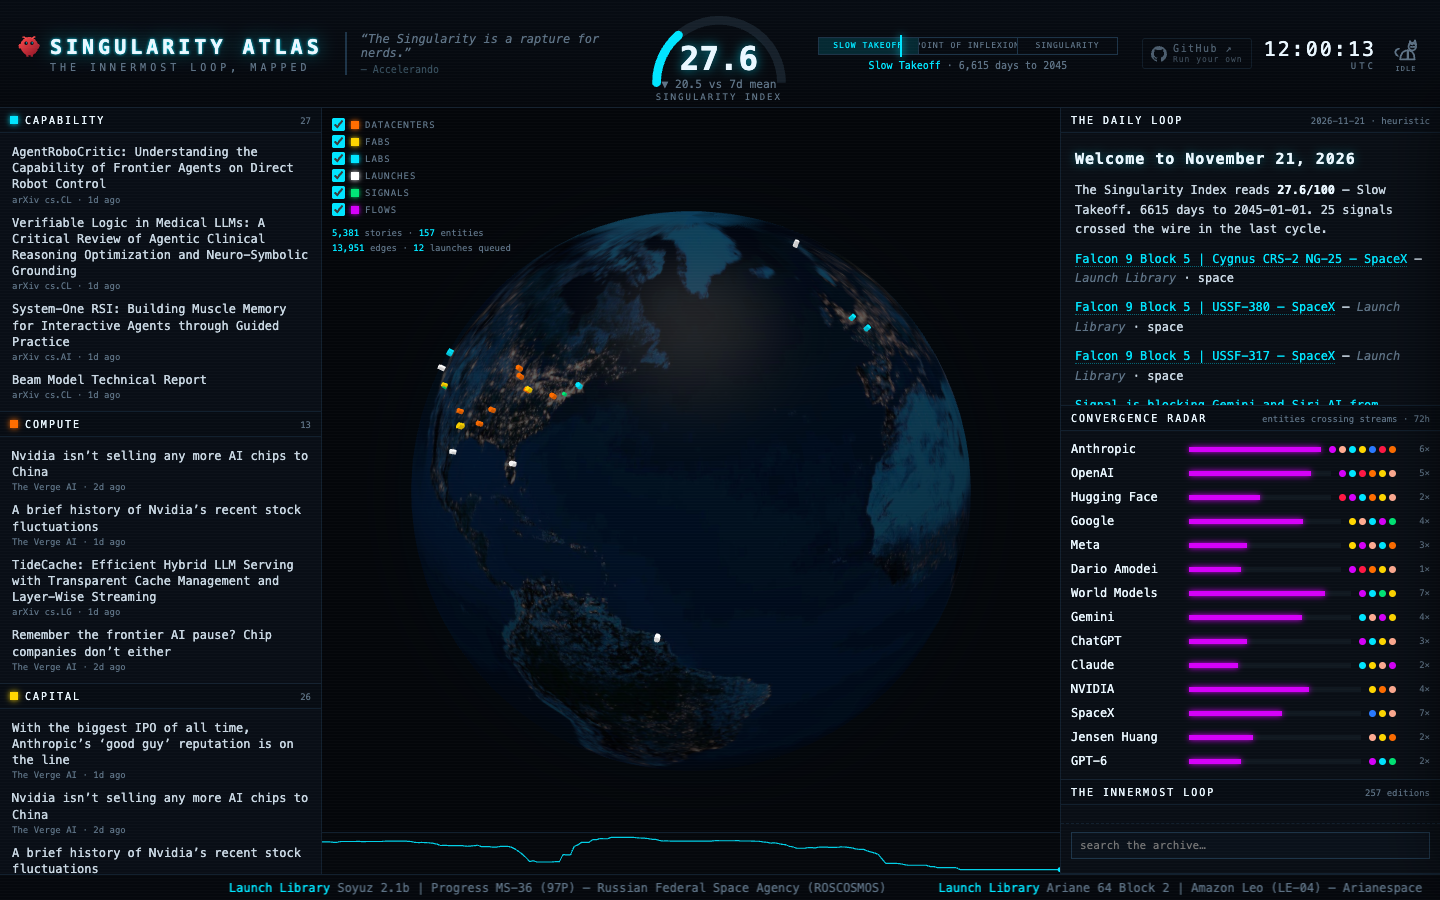 SINGULARITY ATLAS
THE INNERMOST LOOP, MAPPED
“The Singularity is a rapture for
nerds.”
— Accelerando
27.6
▼ 20.5 vs 7d mean
SINGULARITY INDEX
SLOW TAKEOFF
POINT OF INFLEXION
SINGULARITY
Slow Takeoff · 6,615 days to 2045
GitHub ↗
Run your own
12:00:13
UTC
IDLE
CAPABILITY 27
AgentRoboCritic: Understanding the
Capability of Frontier Agents on Direct
Robot Control
arXiv cs.CL · 1d ago
Verifiable Logic in Medical LLMs: A
Critical Review of Agentic Clinical
Reasoning Optimization and Neuro-Symbolic
Grounding
arXiv cs.CL · 1d ago
System-One RSI: Building Muscle Memory
for Interactive Agents through Guided
Practice
arXiv cs.AI · 1d ago
Beam Model Technical Report
arXiv cs.CL · 1d ago
COMPUTE 13
Nvidia isn’t selling any more AI chips to
China
The Verge AI · 2d ago
A brief history of Nvidia’s recent stock
fluctuations
The Verge AI · 1d ago
TideCache: Efficient Hybrid LLM Serving
with Transparent Cache Management and
Layer-Wise Streaming
arXiv cs.LG · 1d ago
Remember the frontier AI pause? Chip
companies don’t either
The Verge AI · 2d ago
CAPITAL 26
With the biggest IPO of all time,
Anthropic’s ‘good guy’ reputation is on
the line
The Verge AI · 1d ago
Nvidia isn’t selling any more AI chips to
China
The Verge AI · 2d ago
A brief history of Nvidia’s recent stock
fluctuations
DATACENTERS
FABS
LABS
LAUNCHES
SIGNALS
FLOWS
5,381 stories · 157 entities
13,951 edges · 12 launches queued
THE DAILY LOOP 2026-11-21 · heuristic
Welcome to November 21, 2026
The Singularity Index reads 27.6/100 — Slow
Takeoff. 6615 days to 2045-01-01. 25 signals
crossed the wire in the last cycle.
Falcon 9 Block 5 | Cygnus CRS-2 NG-25 — SpaceX —
Launch Library · space
Falcon 9 Block 5 | USSF-380 — SpaceX — Launch
Library · space
Falcon 9 Block 5 | USSF-317 — SpaceX — Launch
Library · space
Signal is blocking Gemini and Siri AI from
CONVERGENCE RADAR entities crossing streams · 72h
Anthropic 6×
OpenAI 5×
Hugging Face 2×
Google 4×
Meta 3×
Dario Amodei 1×
World Models 7×
Gemini 4×
ChatGPT 3×
Claude 2×
NVIDIA 4×
SpaceX 7×
Jensen Huang 2×
GPT-6 2×
THE INNERMOST LOOP 257 editions
search the archive…
Launch Library Soyuz 2.1b | Progress MS-36 (97P) — Russian Federal Space Agency (ROSCOSMOS) Launch Library Ariane 64 Block 2 | Amazon Leo (LE-04) — Arianespace